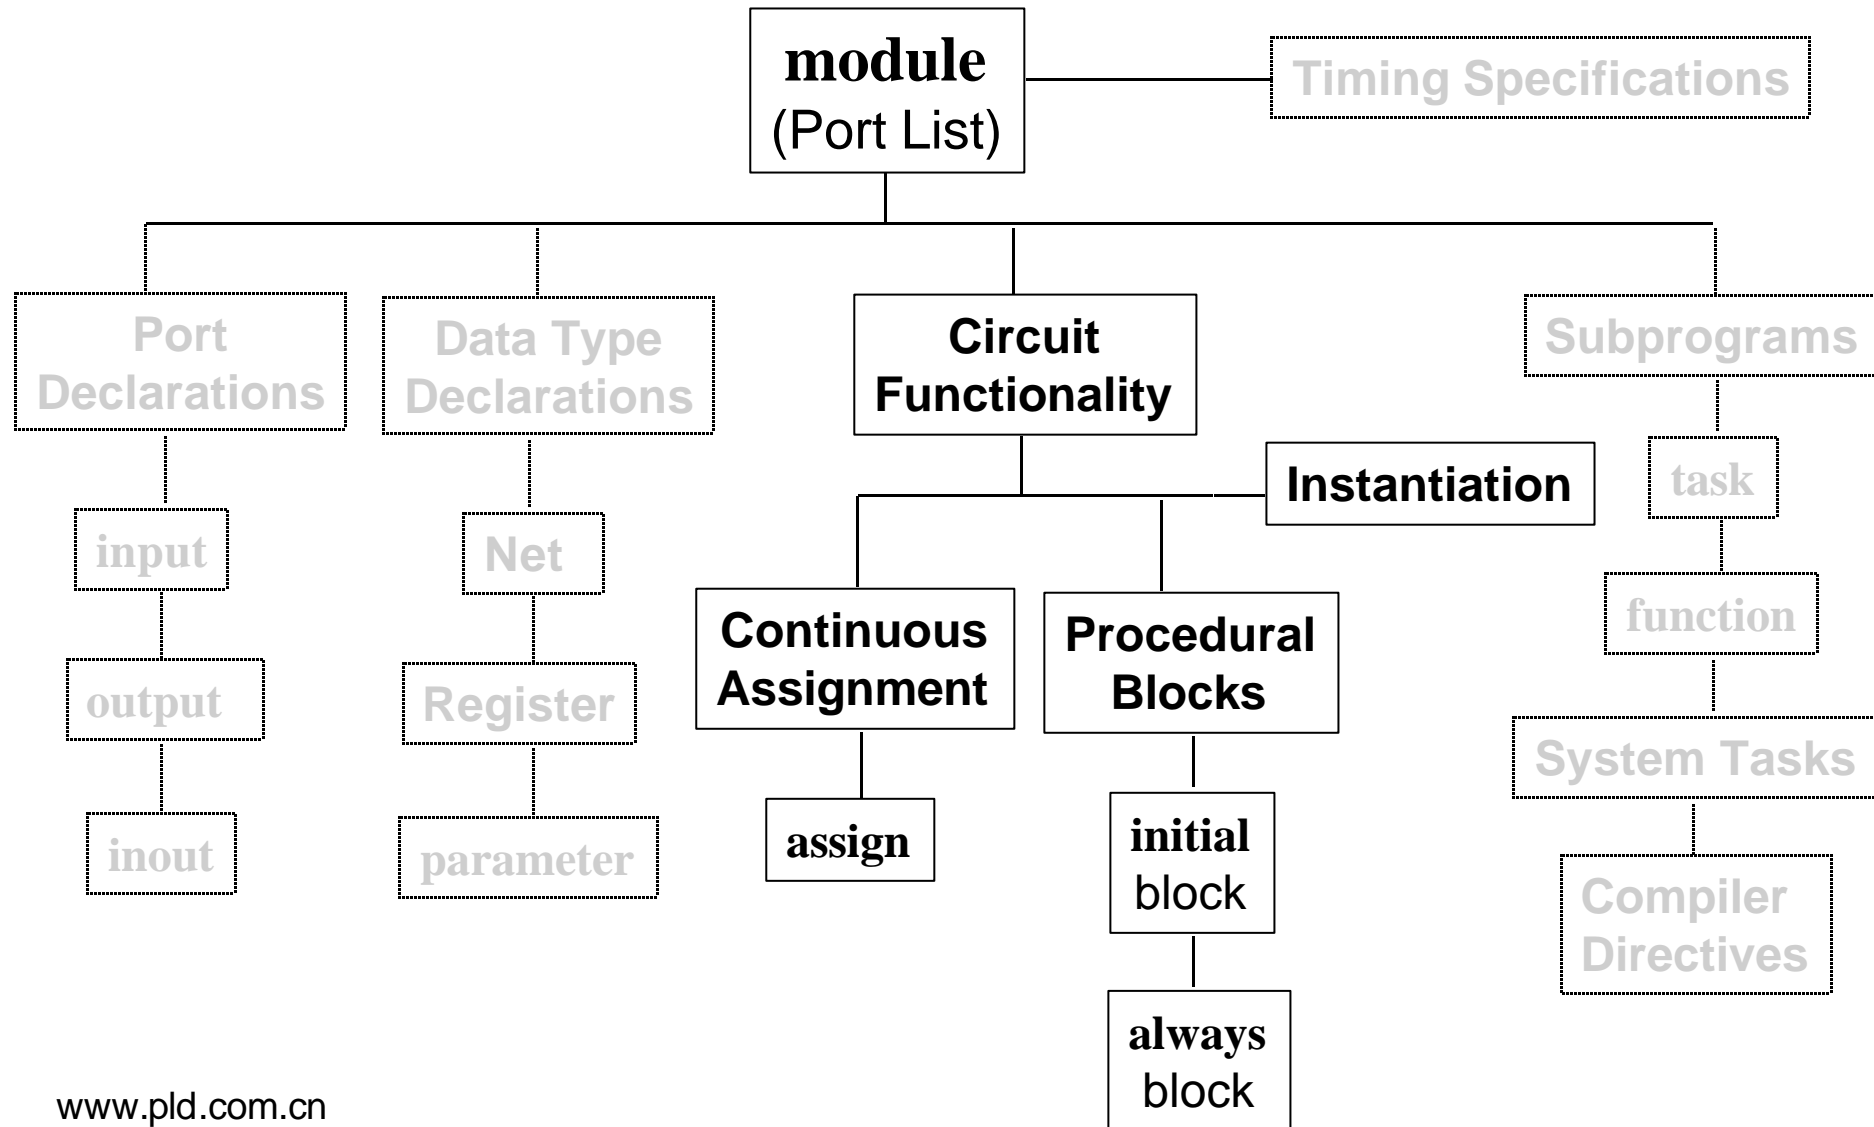 module
(Port List)
Timing Specifications
Port
Declarations
Data Type
Declarations
Circuit
Functionality
Subprograms
Instantiation
task
input
Net
Continuous
Assignment
Procedural
Blocks
function
output
Register
System Tasks
inout
parameter
assign
initial
block
Compiler
Directives
always
block
www.pld.com.cn